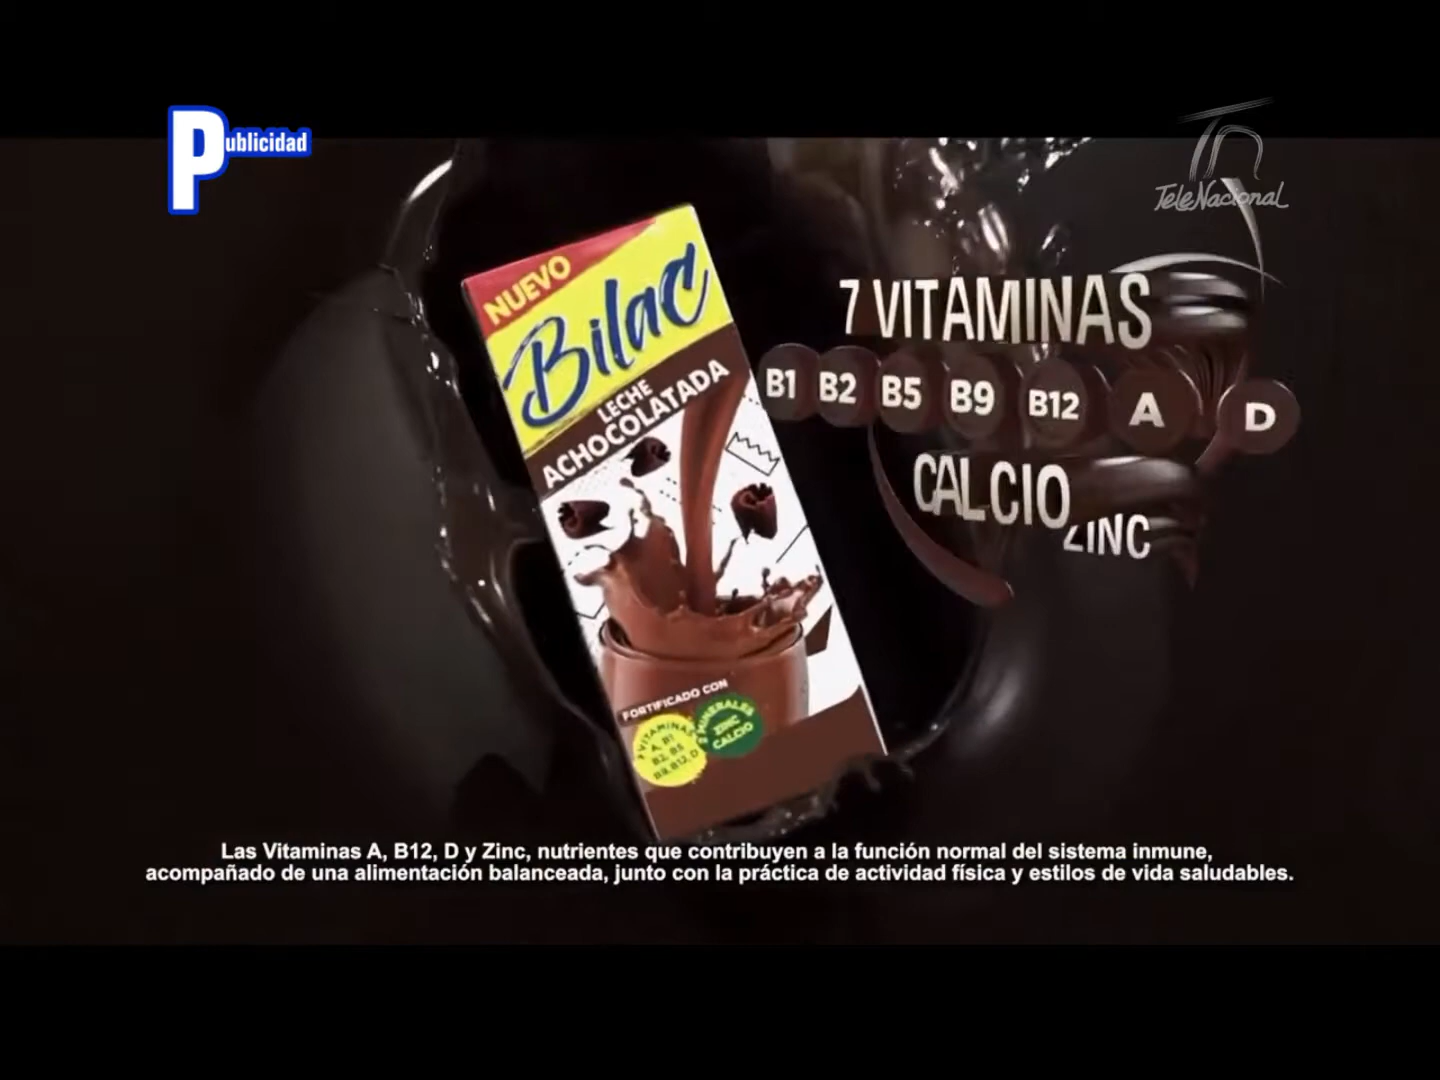 Publicidad
TeleNacional
NUEVO
Bilac
LECHE
ACHOCOLATADA
7 VITAMINAS
B1 B2 B5 B9 B12 A D
CALCIO
ZINC
FORTIFICADO CON
7 VITAMINAS
A, B1
B2, B5
B9, B12, D
2 MINERALES
ZINC
CALCIO
Las Vitaminas A, B12, D y Zinc, nutrientes que contribuyen a la función normal del sistema inmune,
acompañado de una alimentación balanceada, junto con la práctica de actividad física y estilos de vida saludables.